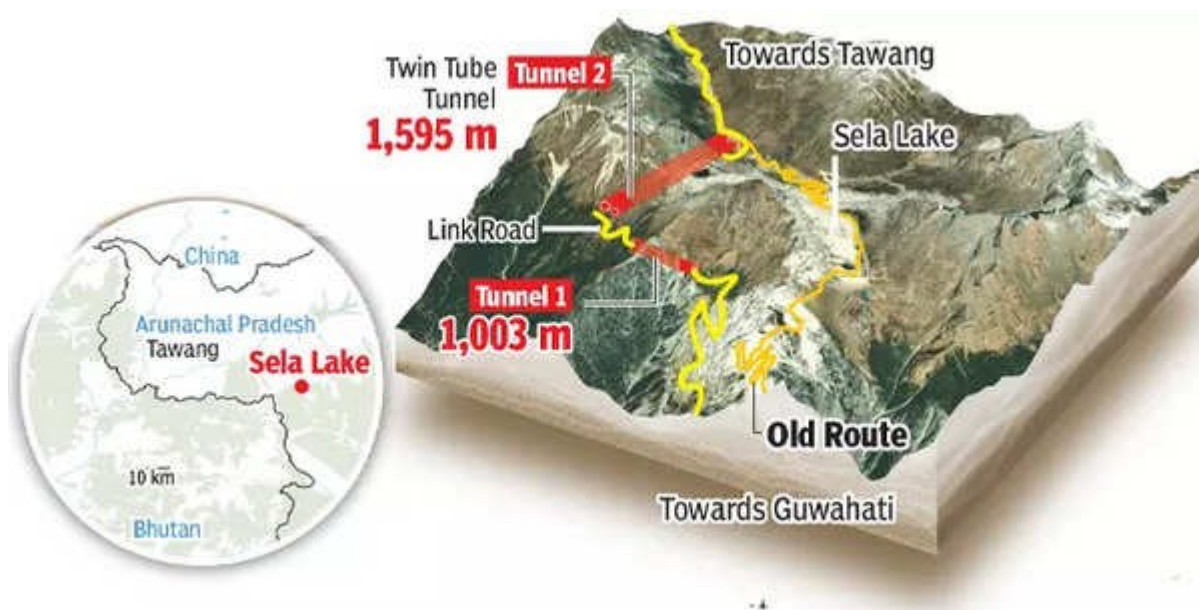 Towards Tawang
Twin Tube
Tunnel
1,595 m
Tunnel 2
Sela Lake
Link Road
Tunnel 1
1,003 m
Old Route
Towards Guwahati
China
Arunachal Pradesh
Tawang
Sela Lake
10 km
Bhutan